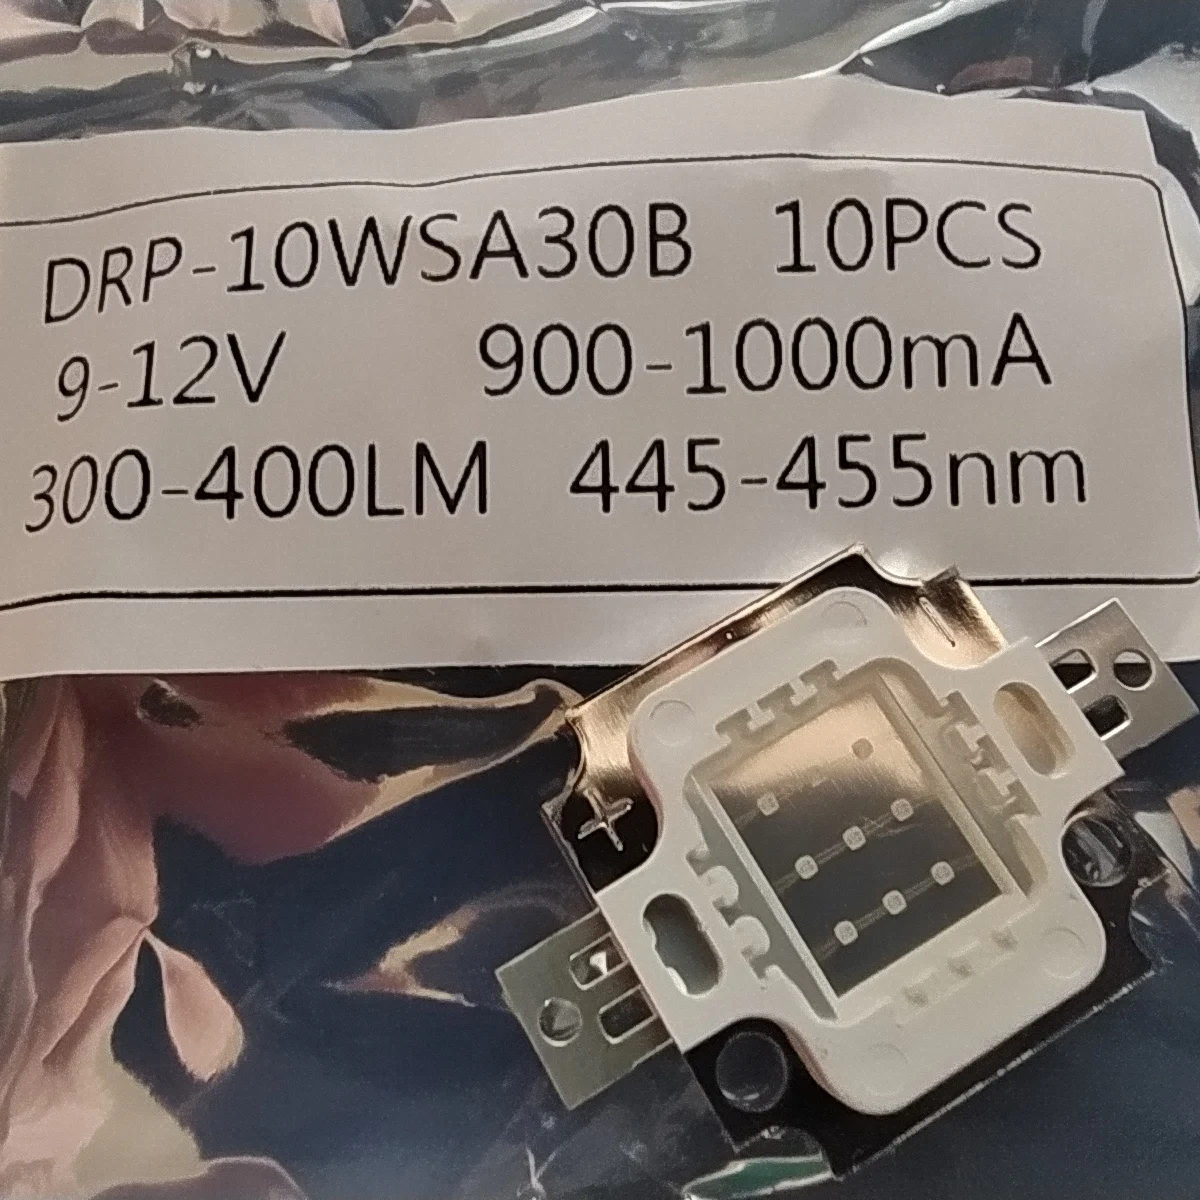 DRP-10WSA30B 10PCS
9-12V 900-1000mA
300-400LM 445-455nm
+
-